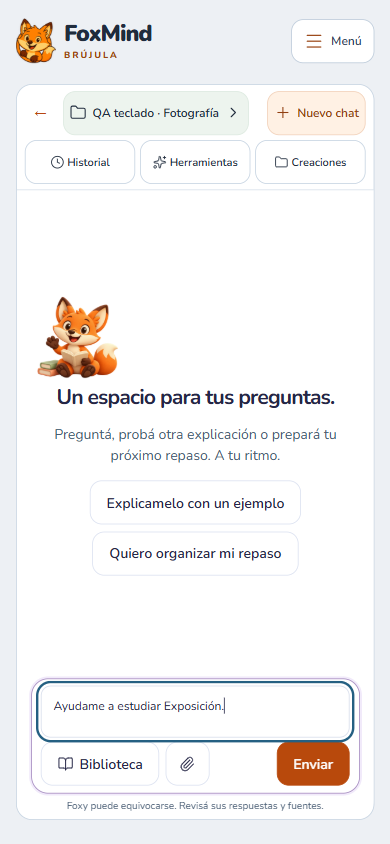 FoxMind
BRÚJULA
Menú
QA teclado · Fotografía
Nuevo chat
Historial
Herramientas
Creaciones
Un espacio para tus preguntas.
Preguntá, probá otra explicación o prepará tu
próximo repaso. A tu ritmo.
Explicamelo con un ejemplo
Quiero organizar mi repaso
Ayudame a estudiar Exposición.
Biblioteca
Enviar
Foxy puede equivocarse. Revisá sus respuestas y fuentes.